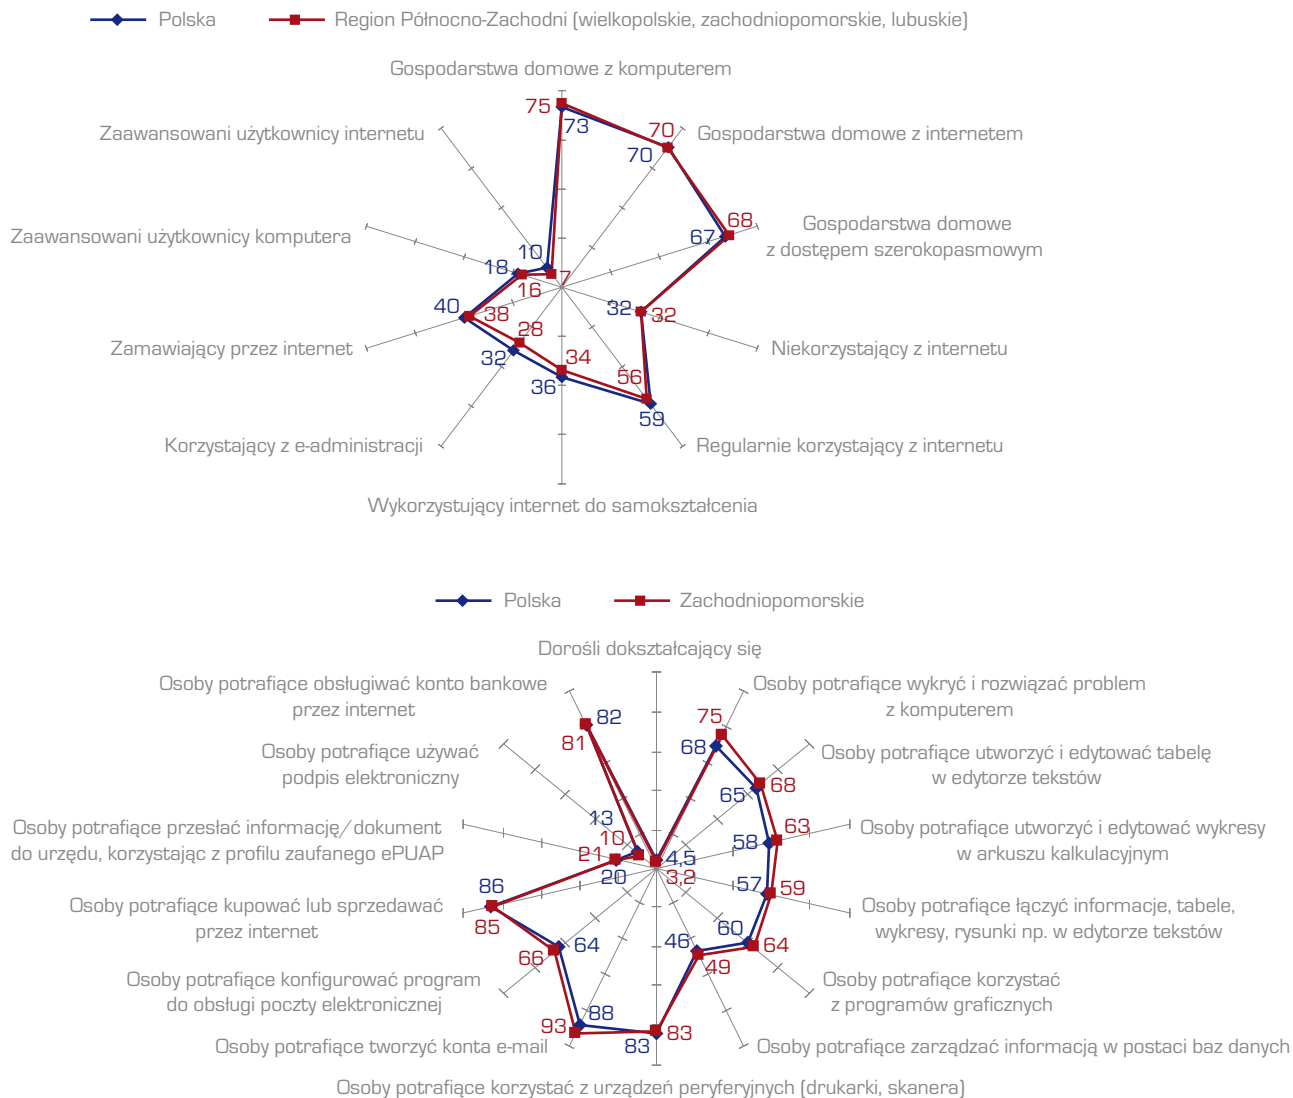 Polska
Region Północno-Zachodni (wielkopolskie, zachodniopomorskie, lubuskie)
Gospodarstwa domowe z komputerem
75
73
Zaawansowani użytkownicy internetu
70
Gospodarstwa domowe z internetem
70
Zaawansowani użytkownicy komputera
68
67
Gospodarstwa domowe
z dostępem szerokopasmowym
10
18
7
16
40
38
32
32
Zamawiający przez internet
28
32
34
36
56
59
Niekorzystający z internetu
Korzystający z e-administracji
Regularnie korzystający z internetu
Wykorzystujący internet do samokształcenia
Polska
Zachodniopomorskie
Dorośli dokształcający się
Osoby potrafiące obsługiwać konto bankowe
przez internet
82
81
75
68
Osoby potrafiące wykryć i rozwiązać problem
z komputerem
Osoby potrafiące używać
podpis elektroniczny
65
68
Osoby potrafiące utworzyć i edytować tabelę
w edytorze tekstów
13
10
Osoby potrafiące przesłać informację/dokument
do urzędu, korzystając z profilu zaufanego ePUAP
21
20
4,5
3,2
58
63
Osoby potrafiące utworzyć i edytować wykresy
w arkuszu kalkulacyjnym
86
85
Osoby potrafiące kupować lub sprzedawać
przez internet
57
59
Osoby potrafiące łączyć informacje, tabele,
wykresy, rysunki np. w edytorze tekstów
64
66
Osoby potrafiące konfigurować program
do obsługi poczty elektronicznej
60
64
Osoby potrafiące korzystać
z programów graficznych
46
49
88
93
Osoby potrafiące tworzyć konta e-mail
83
83
Osoby potrafiące zarządzać informacją w postaci baz danych
Osoby potrafiące korzystać z urządzeń peryferyjnych (drukarki, skanera)